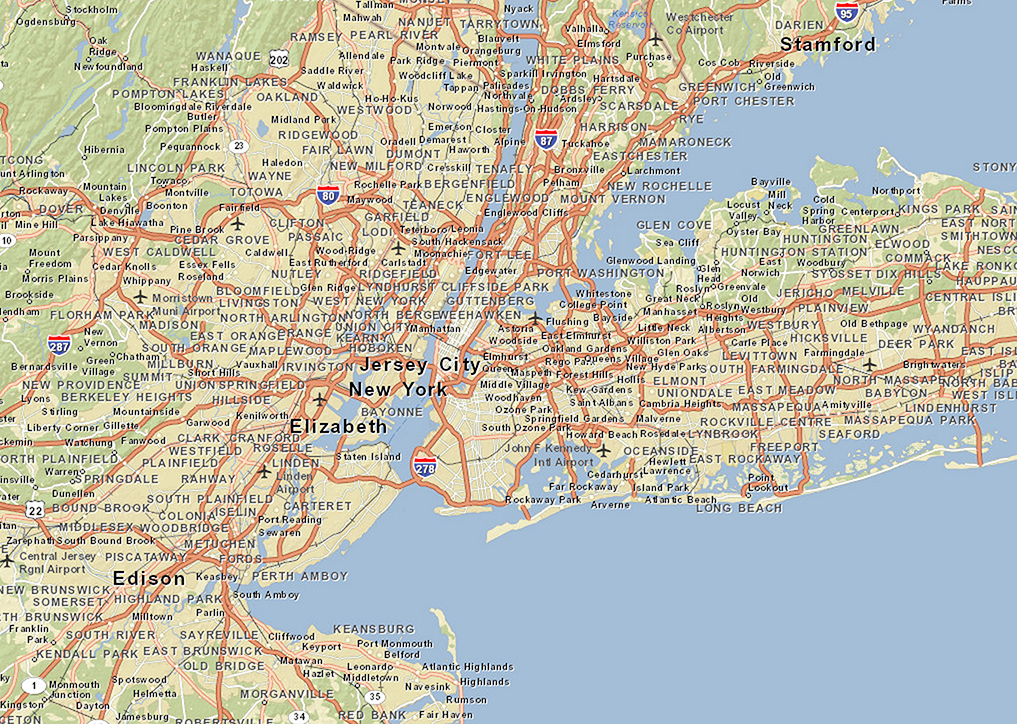 Stockholm
Ogdensburg
Oak
Ridge
Newfoundland
WANAQUE
Haskell
FRANKLIN LAKES
POMPTON LAKES
Bloomingdale Riverdale
Butler
Pompton Plains
Hibernia
Pequannock
LINCOLN PARK
Towaco
Montville
Boonton
Mountain
Lakes
Denville
Rockaway
DOVER
Mine Hill
Lake Hiawatha
Parsippany
Pine Brook
CEDAR GROVE
WEST CALDWELL
Caldwell
Essex Fells
Roseland
Cedar Knolls
Whippany
Mount
Freedom
Morris Plains
Brookside
Morristown
Muni Airport
FLORHAM PARK
MADISON
New
Vernon
Green
Village
Chatham
Bernardsville
287
202
23
80
10
Tallman
Mahwah
NANUET
PEARL RIVER
RAMSEY
Montvale
Allendale
Park Ridge
Saddle River
Woodcliff Lake
Waldwick
OAKLAND
Ho-Ho-Kus
WESTWOOD
Midland Park
RIDGEWOOD
Norwood
Emerson
Closter
Oradell
Demarest
Haworth
FAIR LAWN
DUMONT
NEW MILFORD
Cresskill
TENAFLY
Haledon
WAYNE
TOTOWA
Fairfield
Rochelle Park
BERGENFIELD
Maywood
TEANECK
ENGLEWOOD
Englewood Cliffs
GARFIELD
LODI
CLIFTON
PASSAIC
Teterboro
Leonia
South Hackensack
Wood-Ridge
Moonachie
FORT LEE
East Rutherford
Carlstadt
RIDGEFIELD
Edgewater
NUTLEY
LYNDHURST
CLIFFSIDE PARK
BLOOMFIELD
Glen Ridge
LIVINGSTON
WEST NEW YORK
GUTTENBERG
NORTH ARLINGTON
NORTH BERGEN
WEEHAWKEN
UNION CITY
Manhattan
KEARNY
HOBOKEN
EAST ORANGE
ORANGE
SOUTH ORANGE
MAPLEWOOD
MILLBURN
Vauxhall
IRVINGTON
SUMMIT
Short Hills
NEW PROVIDENCE
UNION
SPRINGFIELD
BERKELEY HEIGHTS
HILLSIDE
Jersey City
New York
Elizabeth
BAYONNE
Nyack
TARRYTOWN
Blauvelt
Orangeburg
Piermont
Sparkill
Irvington
Tappan
Palisades
Northvale
Hastings-On-Hudson
Alpine
Valhalla
Elmsford
WHITE PLAINS
Purchase
Hartsdale
DOBBS FERRY
Ardsley
SCARSDALE
HARRISON
RYE
87
Tuckahoe
MAMARONECK
EASTCHESTER
Bronxville
Larchmont
Pelham
NEW ROCHELLE
MOUNT VERNON
Kensico
Reservoir
Westchester
Co Airport
DARIEN
95
Stamford
Cos Cob
Riverside
Old
Greenwich
GREENWICH
PORT CHESTER
STONY
Bayville
Mill
Neck
Locust
Valley
Oyster Bay
Cold
Spring
Harbor
Centerport
Northport
KINGS PARK
GREENLAWN
HUNTINGTON
HUNTINGTON STATION
ELWOOD
COMMACK
SMITHTOWN
GLEN COVE
Sea Cliff
Glenwood Landing
Glen
Head
PORT WASHINGTON
Roslyn
Greenvale
East
Norwich
Woodbury
SYOSSET
DIX HILLS
JERICHO
MELVILLE
Whitestone
College Point
Great Neck
Manhasset
Roslyn
Heights
Old
Westbury
PLAINVIEW
Flushing
Bayside
Little Neck
Albertson
WESTBURY
Old Bethpage
WYANDANCH
Astoria
East Elmhurst
Woodside
Oakland Gardens
Williston Park
Carle Place
HICKSVILLE
DEER PARK
Elmhurst
Rego Park
Queens Village
Glen Oaks
LEVITTOWN
Farmingdale
Queens
Maspeth
Forest Hills
New Hyde Park
SOUTH FARMINGDALE
Brightwaters
Middle Village
Hollis
ELMONT
NORTH MASSAPEQUA
Kew Gardens
UNIONDALE
EAST MEADOW
BABYLON
Woodhaven
Saint Albans
Cambria Heights
MASSAPEQUA
Amityville
LINDENHURST
Ozone Park
Springfield Gardens
Malverne
ROCKVILLE CENTRE
MASSAPEQUA PARK
South Ozone Park
Howard Beach
Rosedale
LYNBROOK
FREEPORT
SEAFORD
John F Kennedy
Intl Airport
OCEANSIDE
Hewlett
EAST ROCKAWAY
Cedarhurst
Lawrence
Far Rockaway
Island Park
Point
Lookout
Rockaway Park
Arverne
Atlantic Beach
LONG BEACH
Lyons
Stirling
Mountainside
Kenilworth
Liberty Corner
Gillette
Garwood
Watchung
Fanwood
CLARK
CRANFORD
WESTFIELD
ROSELLE
NORTH PLAINFIELD
PLAINFIELD
LINDEN
Warren
SPRINGDALE
RAHWAY
Linden
Airport
Staten Island
278
Dunellen
SOUTH PLAINFIELD
CARTERET
22
BOUND BROOK
COLONIA
ISELIN
Port Reading
MIDDLESEX
WOODBRIDGE
Sewaren
Zarephath
South Bound Brook
METUCHEN
Central Jersey
Rgnl Airport
PISCATAWAY
FORDS
Edison
Keasbey
PERTH AMBOY
NEW BRUNSWICK
SOMERSET
HIGHLAND PARK
South Amboy
Milltown
Parlin
Franklin
Park
SOUTH RIVER
SAYREVILLE
Cliffwood
KEANSBURG
KENDALL PARK
EAST BRUNSWICK
Keyport
Port Monmouth
Belford
OLD BRIDGE
Matawan
Leonardo
Atlantic Highlands
Hazlet
Middletown
Highlands
1
Monmouth
Junction
Spotswood
Helmetta
MORGANVILLE
Navesink
35
Rumson
Kingston
Dayton
Jamesburg
34
RED BANK
Fair Haven